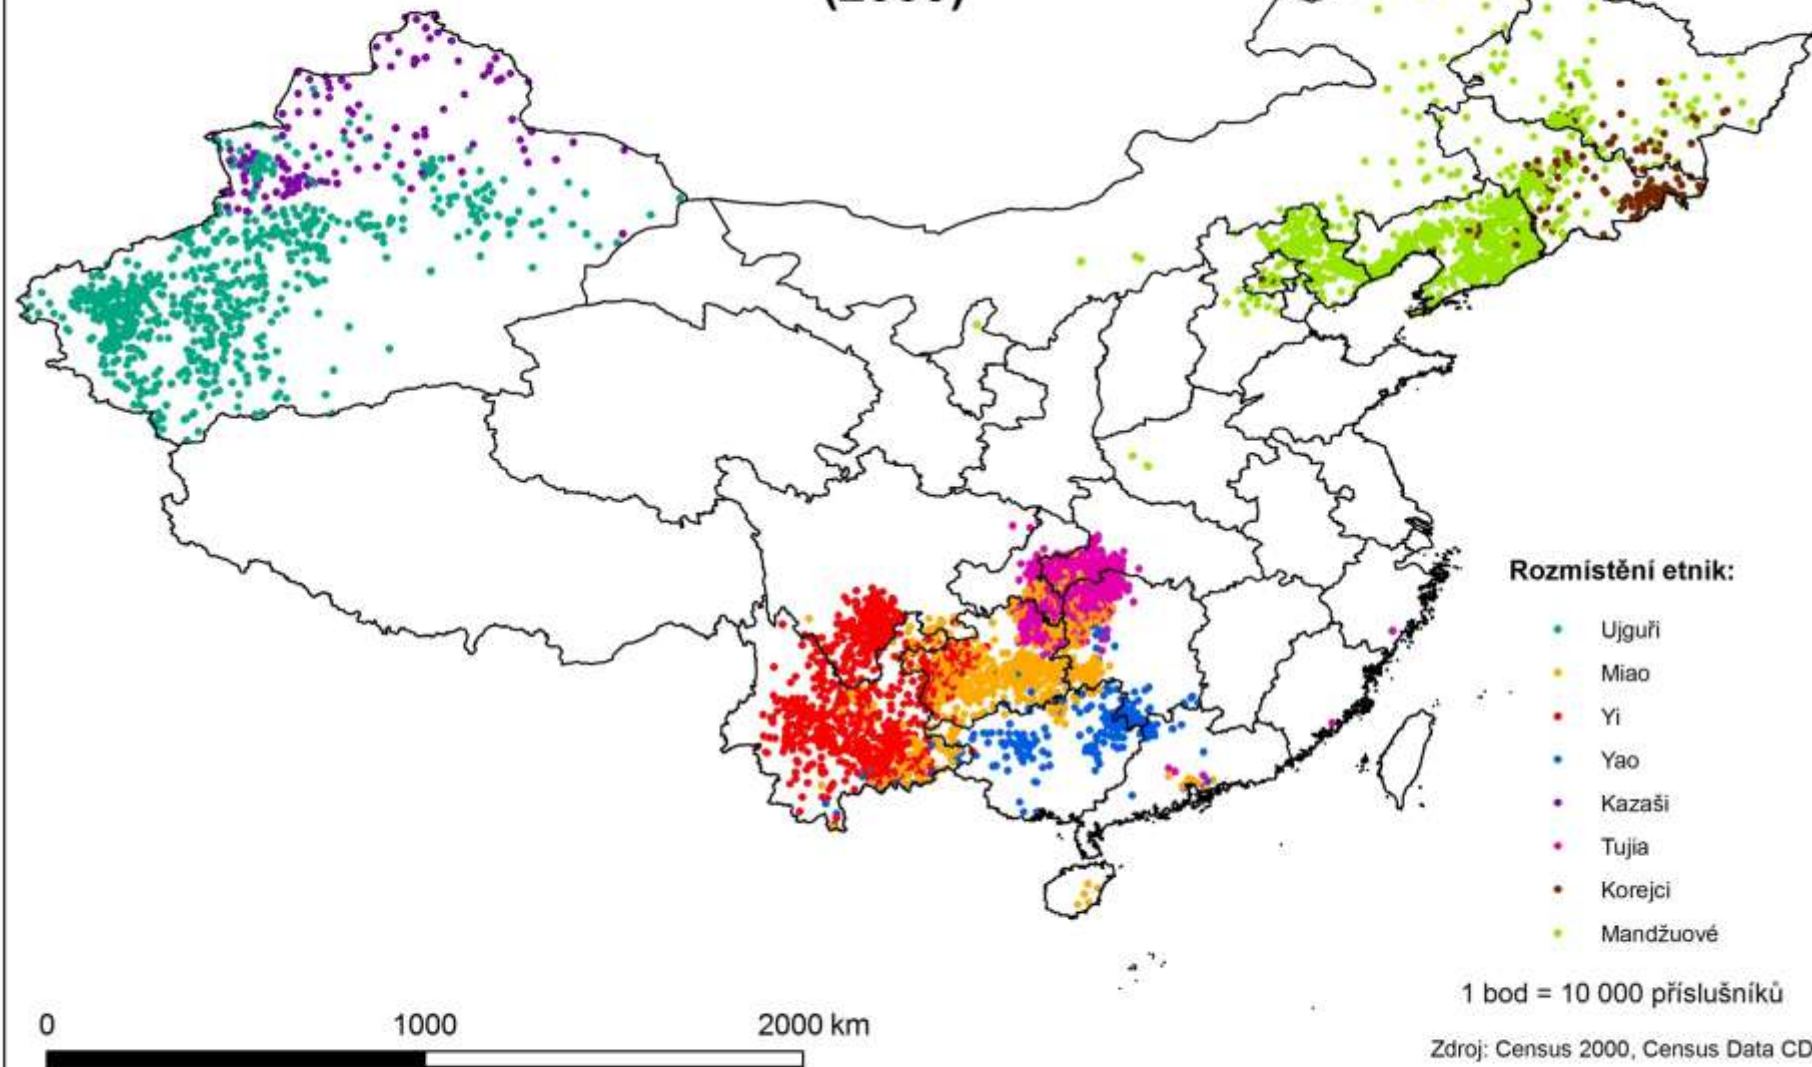 Rozmístění etnik:
Ujguři
Miao
Yi
Yao
Kazaši
Tujia
Korejci
Mandžuové
1 bod = 10 000 příslušníků
0 1000 2000 km
Zdroj: Census 2000, Census Data CD